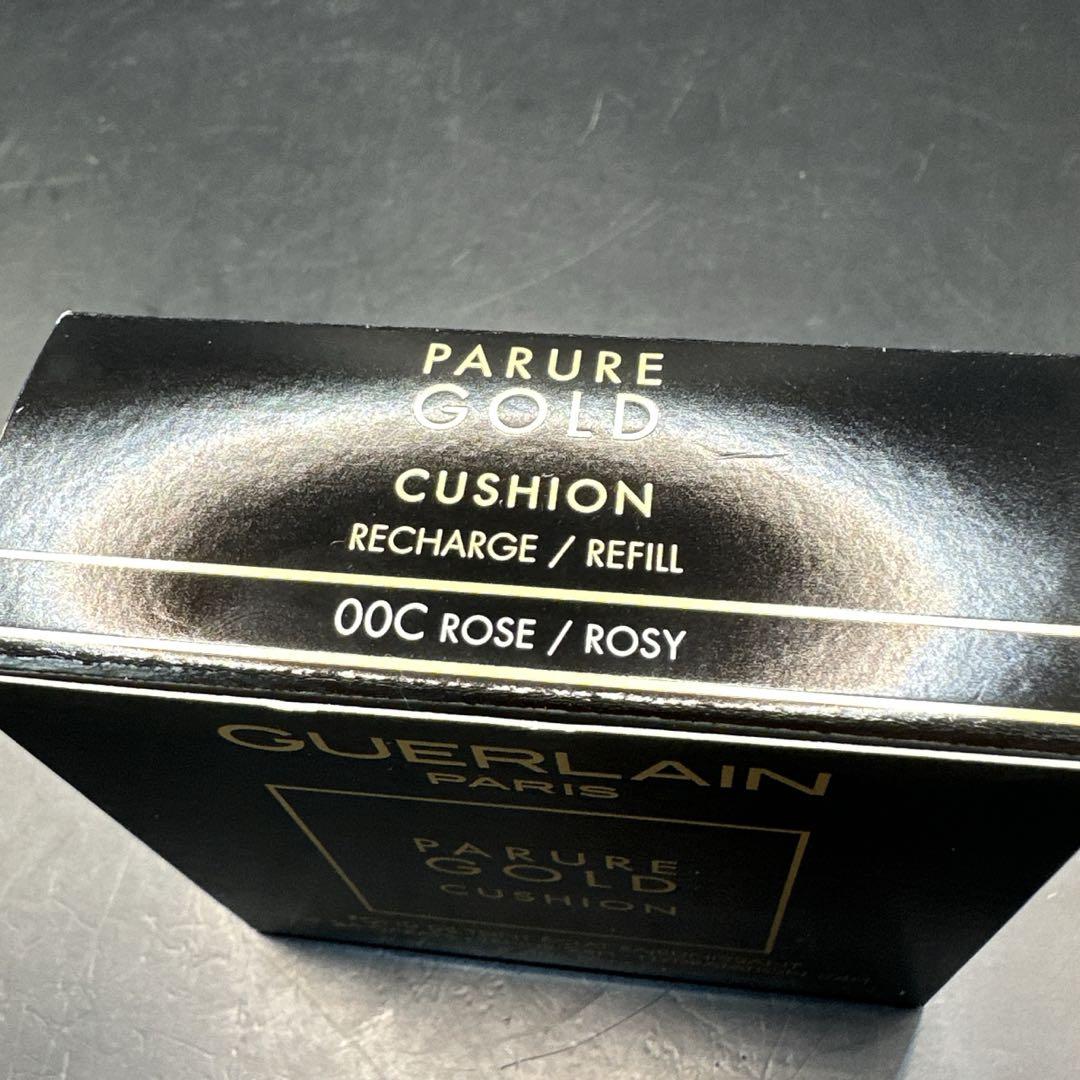 PARURE
GOLD
CUSHION
RECHARGE / REFILL
00C ROSE / ROSY
GUERLAIN
PARIS
PARURE
GOLD
CUSHION